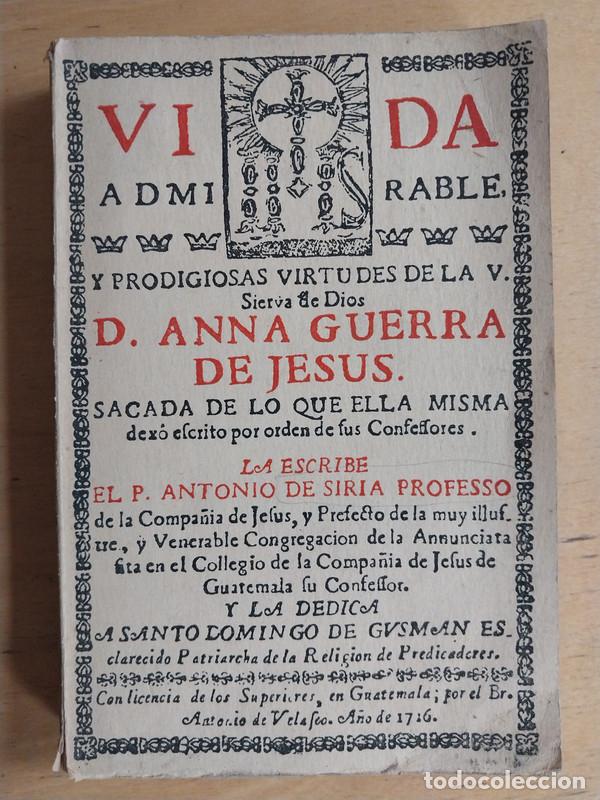 VI DA
ADMI RABLE,
Y PRODIGIOSAS VIRTUDES DE LA V.
Sierva de Dios
D. ANNA GUERRA
DE JESUS.
SACADA DE LO QUE ELLA MISMA
dexô eſcrito por orden de ſus Confeſſores.
LA ESCRIBE
EL P. ANTONIO DE SIRIA PROFESSO
de la Compañia de Jeſus, y Prefecto de la muy illuſ-
tre, ÿ Venerable Congregacion de la Annunciata
ſita en el Collegio de la Compañia de Jeſus de
Guatemala ſu Confeſſor.
Y LA DEDICA
A SANTO DOMINGO DE GVSMAN ES-
clarecido Patriarcha de la Religion de Predicadores.
Con licencia de los Superiores, en Guatemala; por el Br.
Antonio de Velaſco. Año de 1716.
todocoleccion